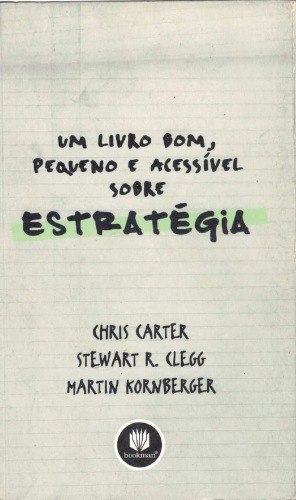 UM LIVRO BOM,
PEQUENO E ACESSÍVEL
SOBRE
ESTRATÉGIA
CHRIS CARTER
STEWART R. CLEGG
MARTIN KORNBERGER
bookman